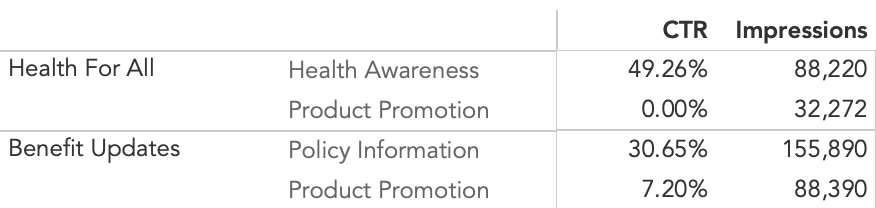 CTR Impressions
Health For All Health Awareness 49.26% 88,220
Product Promotion 0.00% 32,272
Benefit Updates Policy Information 30.65% 155,890
Product Promotion 7.20% 88,390